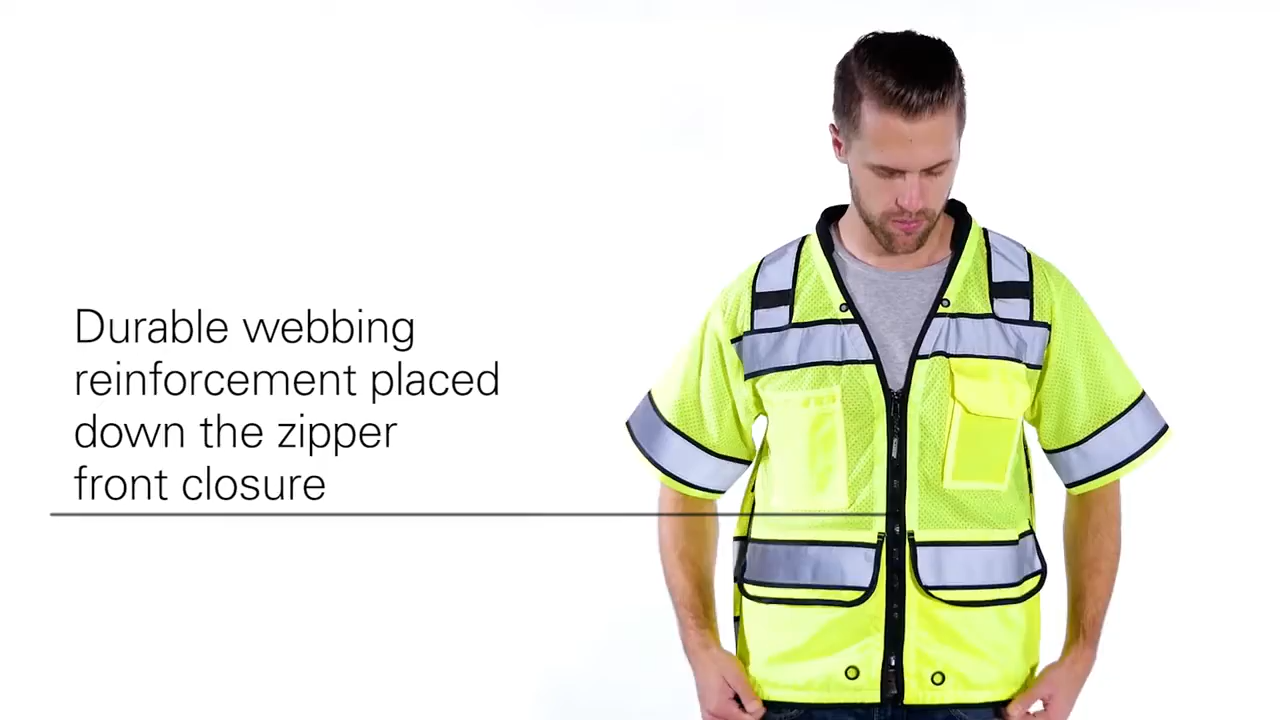 Durable webbing
reinforcement placed
down the zipper
front closure